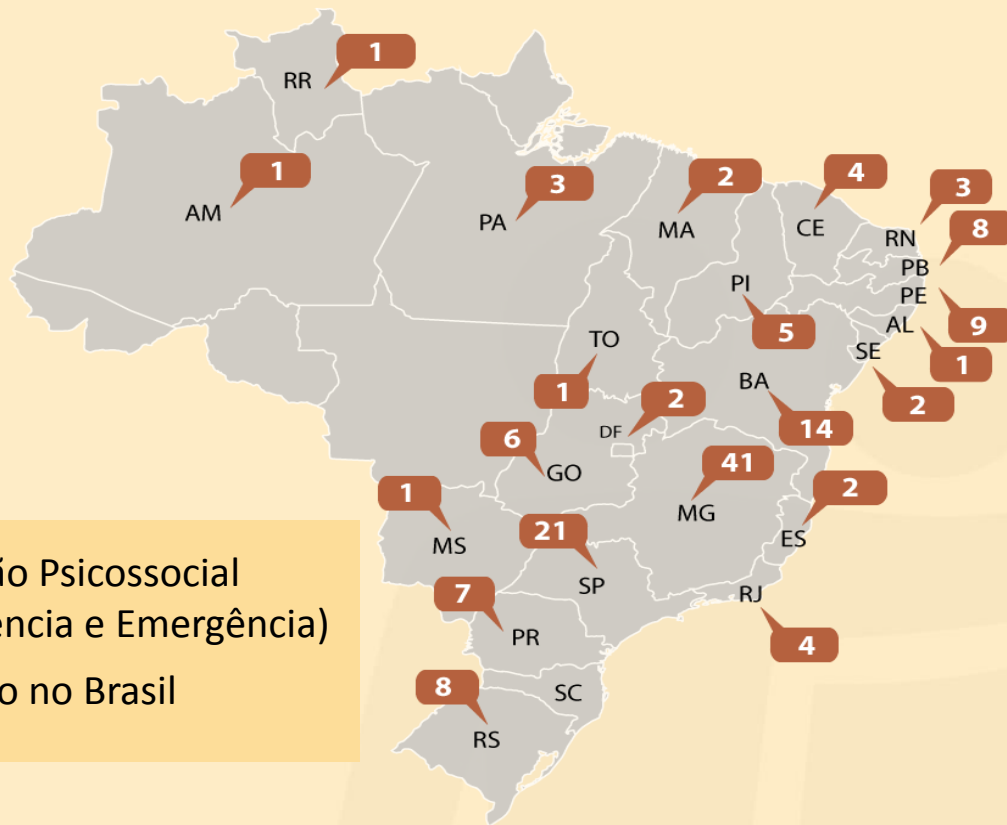 1
RR
1
AM
3
PA
2
MA
4
CE
3
RN
8
PB
PE
9
AL
1
SE
2
PI
5
TO
1
BA
14
DF
2
6
GO
41
MG
2
ES
1
MS
21
SP
RJ
4
7
PR
SC
8
RS
Psicossocial
e Emergência)
no Brasil